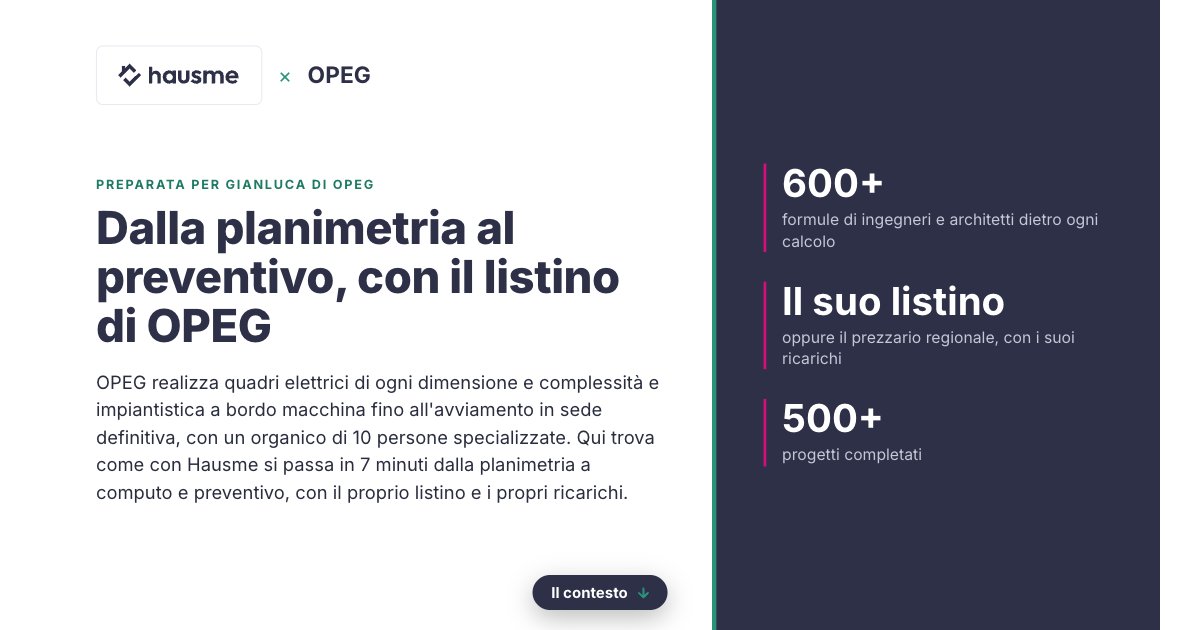 hausme × OPEG
PREPARATA PER GIANLUCA DI OPEG
Dalla planimetria al
preventivo, con il listino
di OPEG
OPEG realizza quadri elettrici di ogni dimensione e complessità e
impiantistica a bordo macchina fino all'avviamento in sede
definitiva, con un organico di 10 persone specializzate. Qui trova
come con Hausme si passa in 7 minuti dalla planimetria a
computo e preventivo, con il proprio listino e i propri ricarichi.
Il contesto ↓
600+
formule di ingegneri e architetti dietro ogni
calcolo
Il suo listino
oppure il prezzario regionale, con i suoi
ricarichi
500+
progetti completati